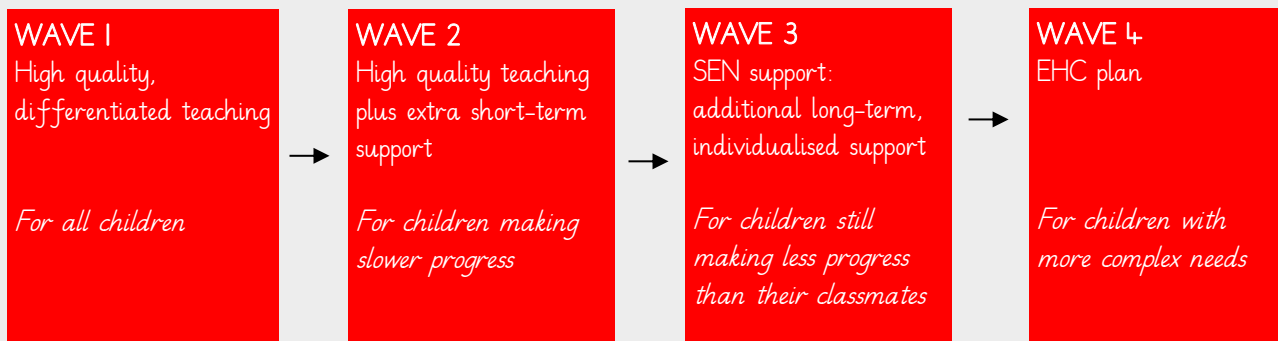 WAVE 1
High quality,
differentiated teaching
For all children
WAVE 2
High quality teaching
plus extra short-term
support
For children making
slower progress
WAVE 3
SEN support:
additional long-term,
individualised support
For children still
making less progress
than their classmates
WAVE 4
EHC plan
For children with
more complex needs